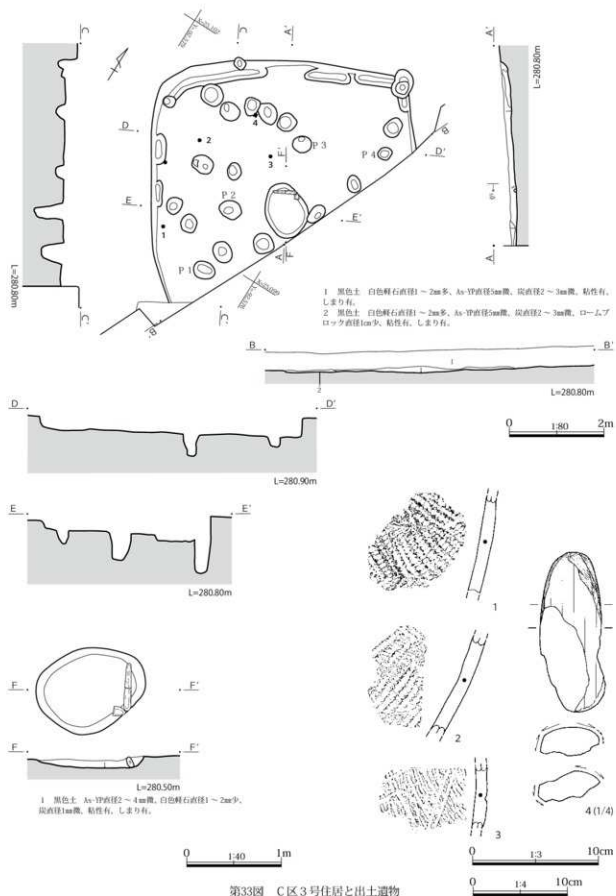 C
C'
A'
A'
L=280.80m
D
4
2
P 3
P 4
D'
B'
3
F'
E
P 2
E'
1
A
F
P 1
A
C
C'
B'
L=280.80m
1 黒色土 白色軽石直径1～2㎜多、As-YP直径5㎜微、炭直径2～3㎜微、粘性有、
しまり有。
2 黒色土 白色軽石直径1～2㎜多、As-YP直径5㎜微、炭直径2～3㎜微、ロームブ
ロック直径1㎝少、粘性有、しまり有。
B
B'
1
2
L=280.80m
D
D'
0 1:80 2m
L=280.90m
E
E'
L=280.80m
1
2
F
F'
F
F'
1
L=280.50m
3
4 (1/4)
1 黒色土 As-YP直径2～4㎜微、白色軽石直径1～2㎜少、
炭直径1㎜微、粘性有、しまり有。
0 1:40 1m
0 1:3 10cm
0 1:4 10cm
第33図 C区3号住居と出土遺物